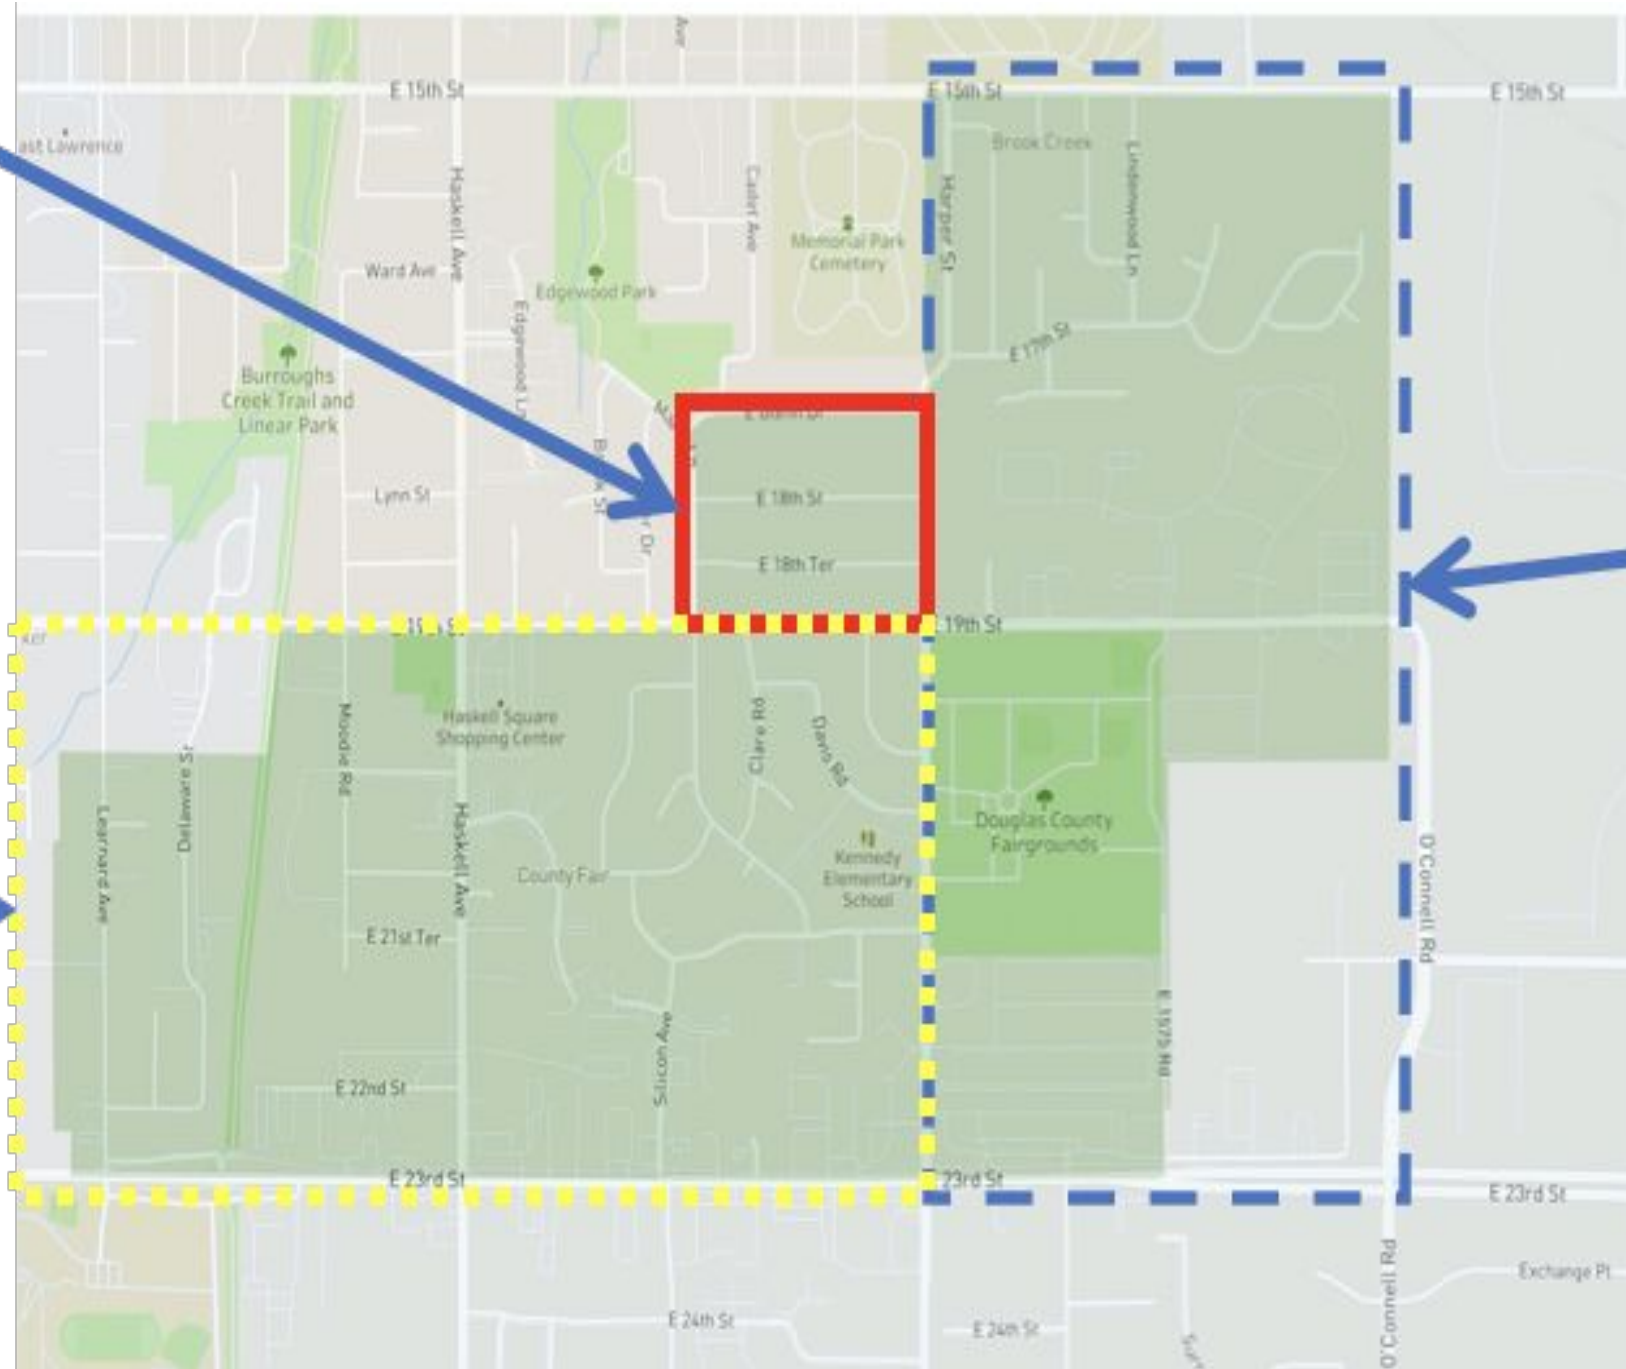 Ave
E 15th St
E 15th St
E 15th St
ast Lawrence
Brook Creek
Haskell Ave
Cadet Ave
Harper St
Lindenwood Ln
Memorial Park
Cemetery
Ward Ave
Edgewood Park
Edgewood Ln
E 17th St
Burroughs
Creek Trail and
Linear Park
Lynn St
E 18th St
E 18th Ter
19th St
Moodie Rd
Haskell Square
Shopping Center
Clare Rd
Davis Rd
Delaware St
Learnard Ave
Haskell Ave
Douglas County
Fairgrounds
Kennedy
Elementary
School
County Fair
O'Connell Rd
E 21st Ter
E 1575 Rd
Silicon Ave
E 22nd St
E 23rd St
23rd St
E 23rd St
O'Connell Rd
Exchange Pl
E 24th St
E 24th St